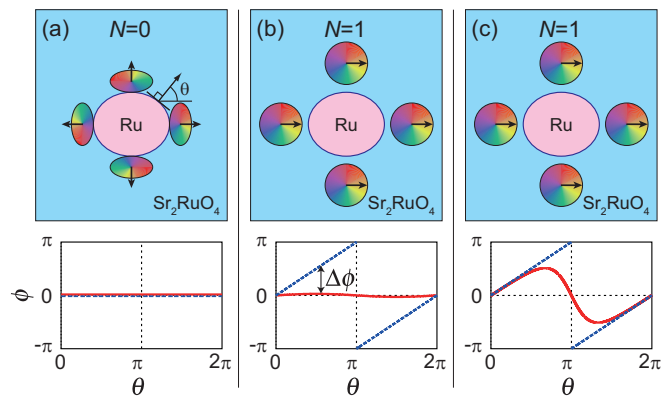 (a) N=0
θ
Ru
Sr₂RuO₄
(b) N=1
Ru
Sr₂RuO₄
(c) N=1
Ru
Sr₂RuO₄
π
0
-π
ϕ
0 π 2π
θ
π
0
-π
Δϕ
0 π 2π
θ
π
0
-π
0 π 2π
θ